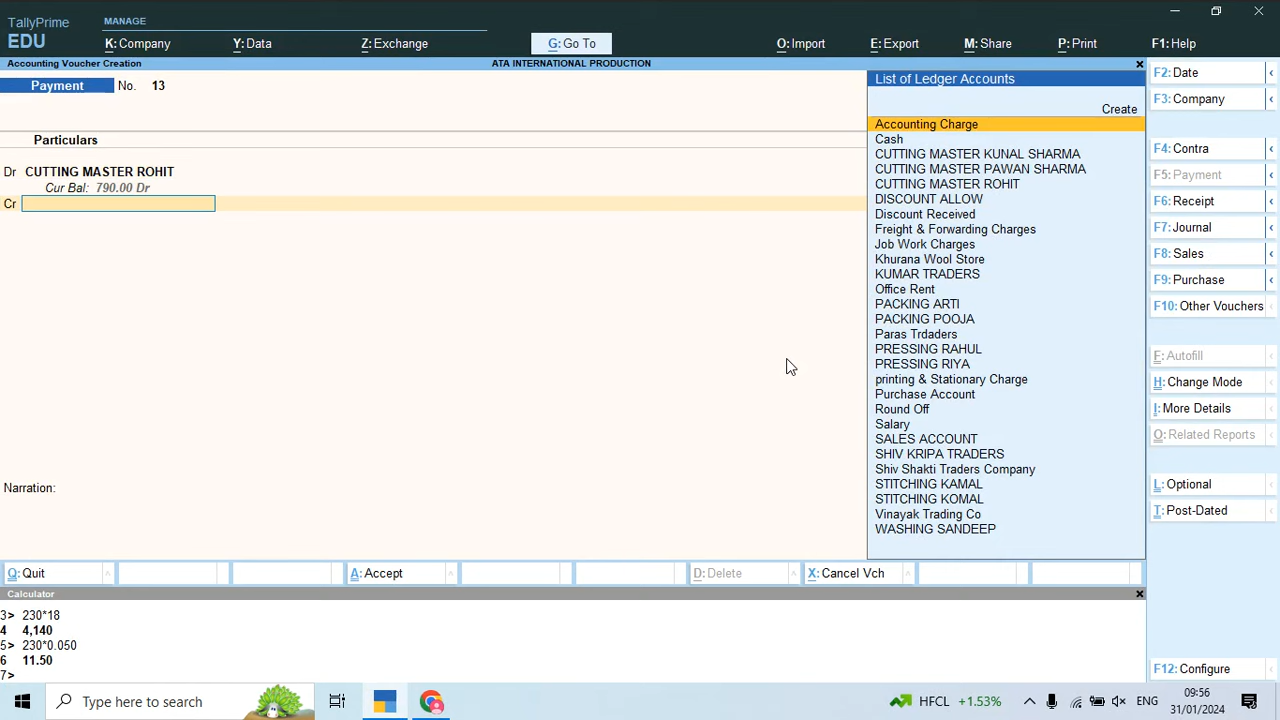 TallyPrime
EDU
MANAGE
K:Company
Y:Data
Z:Exchange
G:Go To
O:Import
E:Export
M:Share
P:Print
F1:Help
Accounting Voucher Creation
ATA INTERNATIONAL PRODUCTION
Payment No. 13
Particulars
Dr CUTTING MASTER ROHIT
Cur Bal: 790.00 Dr
Cr
Narration:
List of Ledger Accounts
Create
Accounting Charge
Cash
CUTTING MASTER KUNAL SHARMA
CUTTING MASTER PAWAN SHARMA
CUTTING MASTER ROHIT
DISCOUNT ALLOW
Discount Received
Freight & Forwarding Charges
Job Work Charges
Khurana Wool Store
KUMAR TRADERS
Office Rent
PACKING ARTI
PACKING POOJA
Paras Trdaders
PRESSING RAHUL
PRESSING RIYA
printing & Stationary Charge
Purchase Account
Round Off
Salary
SALES ACCOUNT
SHIV KRIPA TRADERS
Shiv Shakti Traders Company
STITCHING KAMAL
STITCHING KOMAL
Vinayak Trading Co
WASHING SANDEEP
F2:Date
F3:Company
F4:Contra
F5:Payment
F6:Receipt
F7:Journal
F8:Sales
F9:Purchase
F10:Other Vouchers
F:Autofill
H:Change Mode
I:More Details
O:Related Reports
L:Optional
T:Post-Dated
F12:Configure
Q:Quit
A:Accept
D:Delete
X:Cancel Vch
Calculator
3> 230*18
4 4,140
5> 230*0.050
6 11.50
7>
Type here to search
HFCL +1.53%
ENG
09:56
31/01/2024